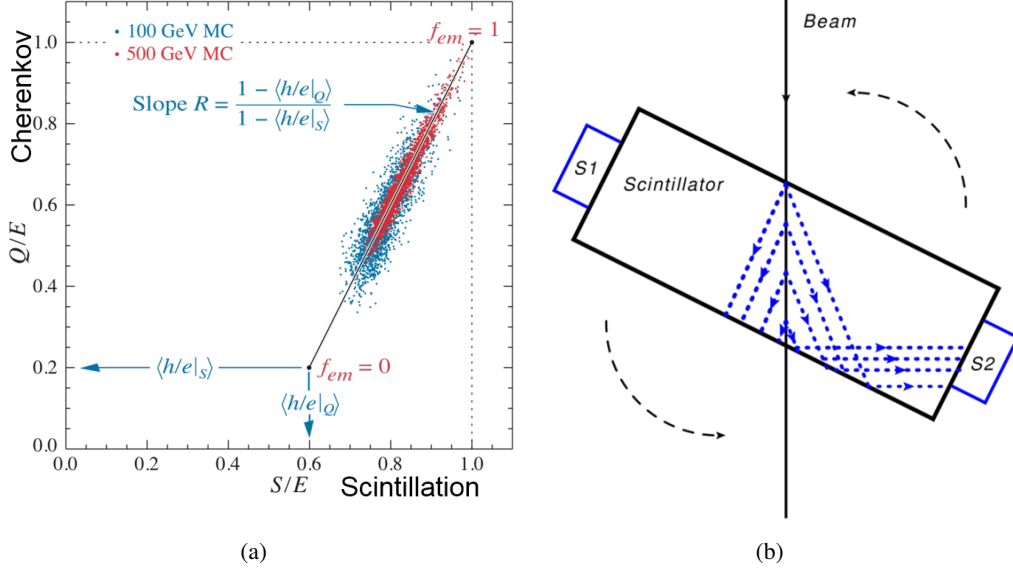 100 GeV MC
500 GeV MC
f_em = 1
Slope R = (1 − ⟨h/e|_Q⟩) / (1 − ⟨h/e|_S⟩)
⟨h/e|_S⟩
f_em = 0
⟨h/e|_Q⟩
Cherenkov
Q/E
1.0
0.8
0.6
0.4
0.2
0.0
0.0 0.2 0.4 0.6 0.8 1.0
S/E Scintillation
(a)
Beam
S1
Scintillator
S2
(b)